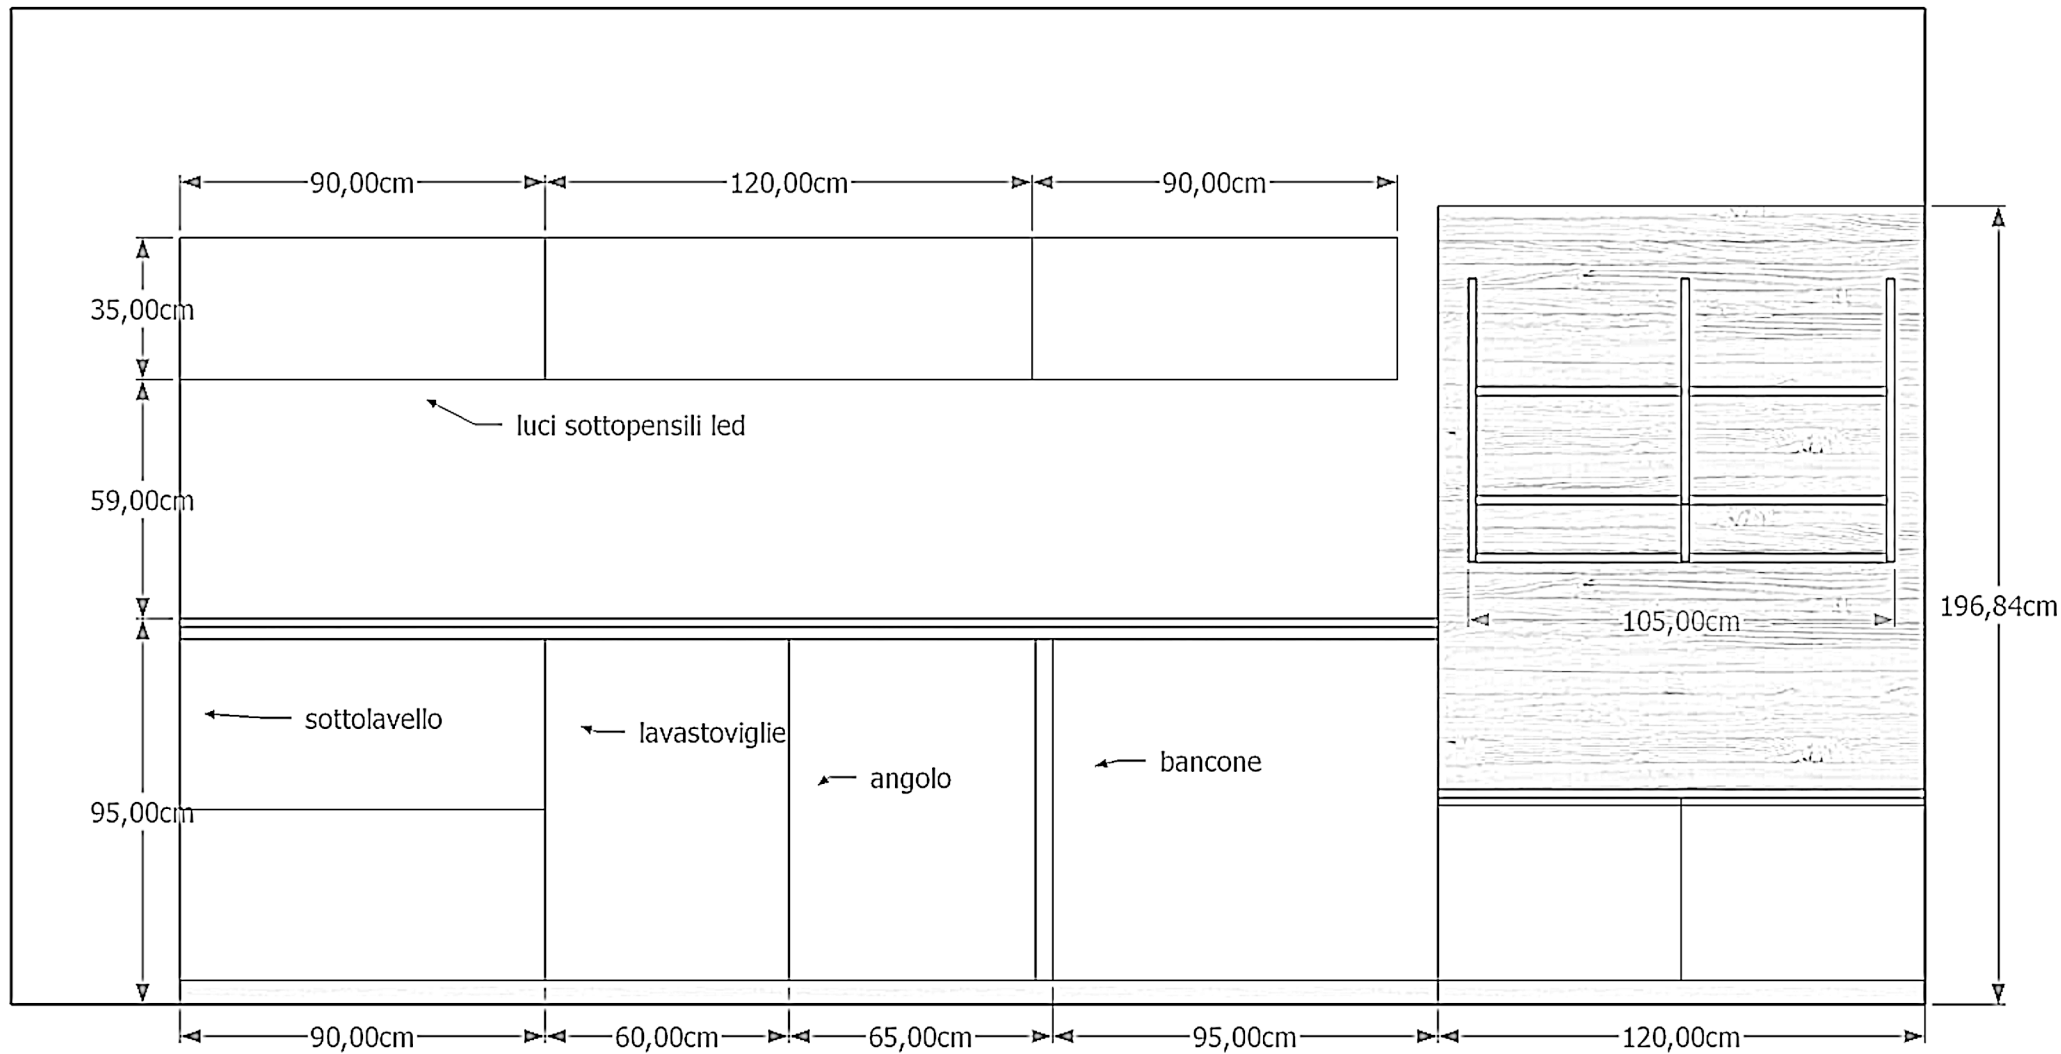 90,00cm
120,00cm
90,00cm
35,00cm
luci sottopensili led
59,00cm
196,84cm
105,00cm
sottolavello
lavastoviglie
bancone
angolo
95,00cm
90,00cm
60,00cm
65,00cm
95,00cm
120,00cm